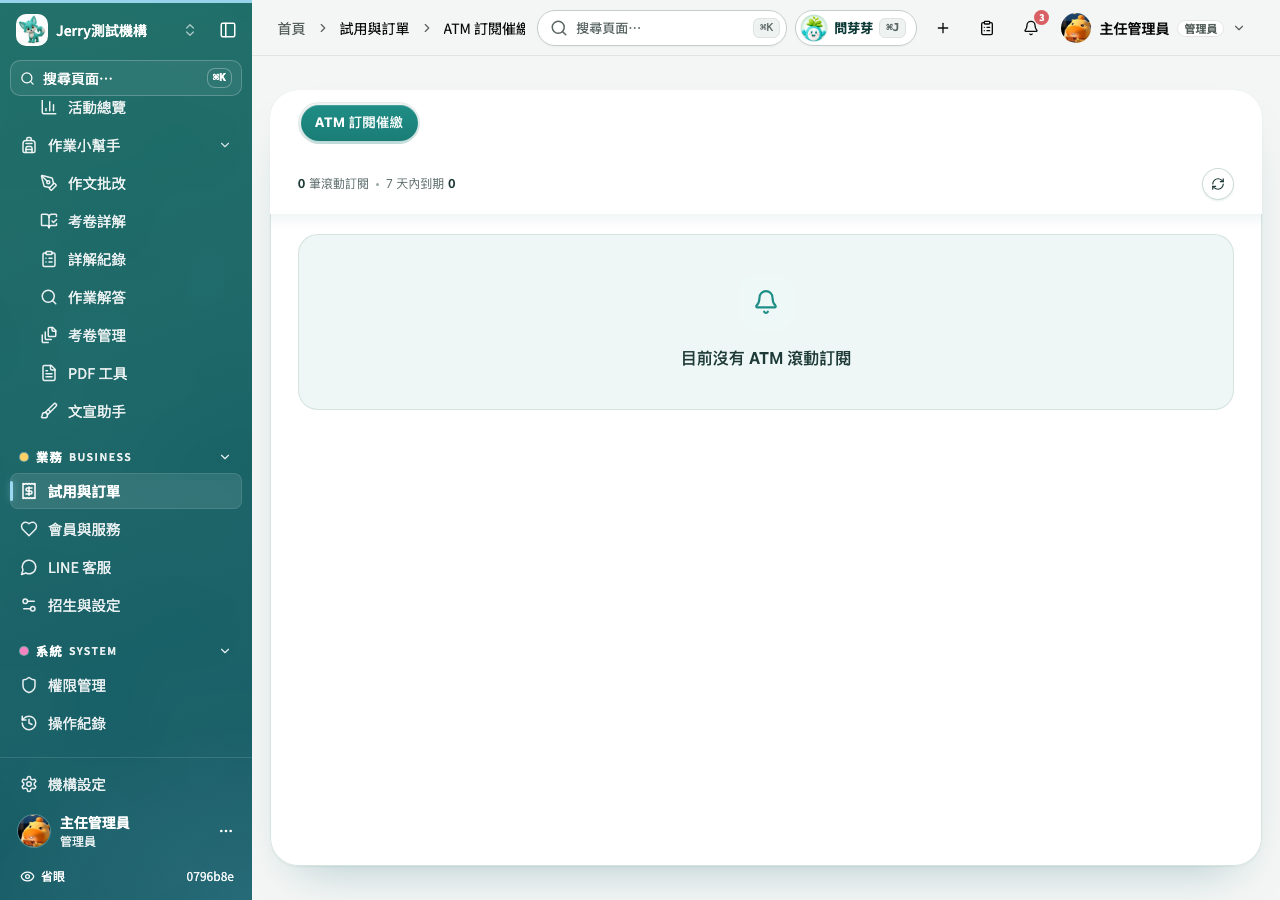 Jerry測試機構
搜尋頁面… ⌘K
活動總覽
作業小幫手
作文批改
考卷詳解
詳解紀錄
作業解答
考卷管理
PDF 工具
文宣助手
業務 BUSINESS
試用與訂單
會員與服務
LINE 客服
招生與設定
系統 SYSTEM
權限管理
操作紀錄
機構設定
主任管理員
管理員
省眼 0796b8e
首頁 > 試用與訂單 > ATM 訂閱催繳
搜尋頁面… ⌘K
問芽芽 ⌘J
3
主任管理員 管理員
ATM 訂閱催繳
0 筆滾動訂閱 • 7 天內到期 0
目前沒有 ATM 滾動訂閱